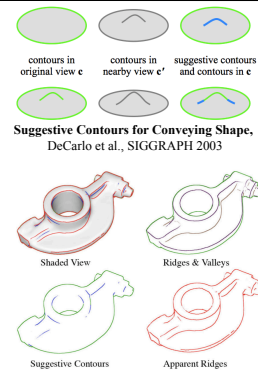 contours in contours in suggestive contours
original view c nearby view c′ and contours in c
Suggestive Contours for Conveying Shape,
DeCarlo et al., SIGGRAPH 2003
Shaded View Ridges & Valleys
Suggestive Contours Apparent Ridges